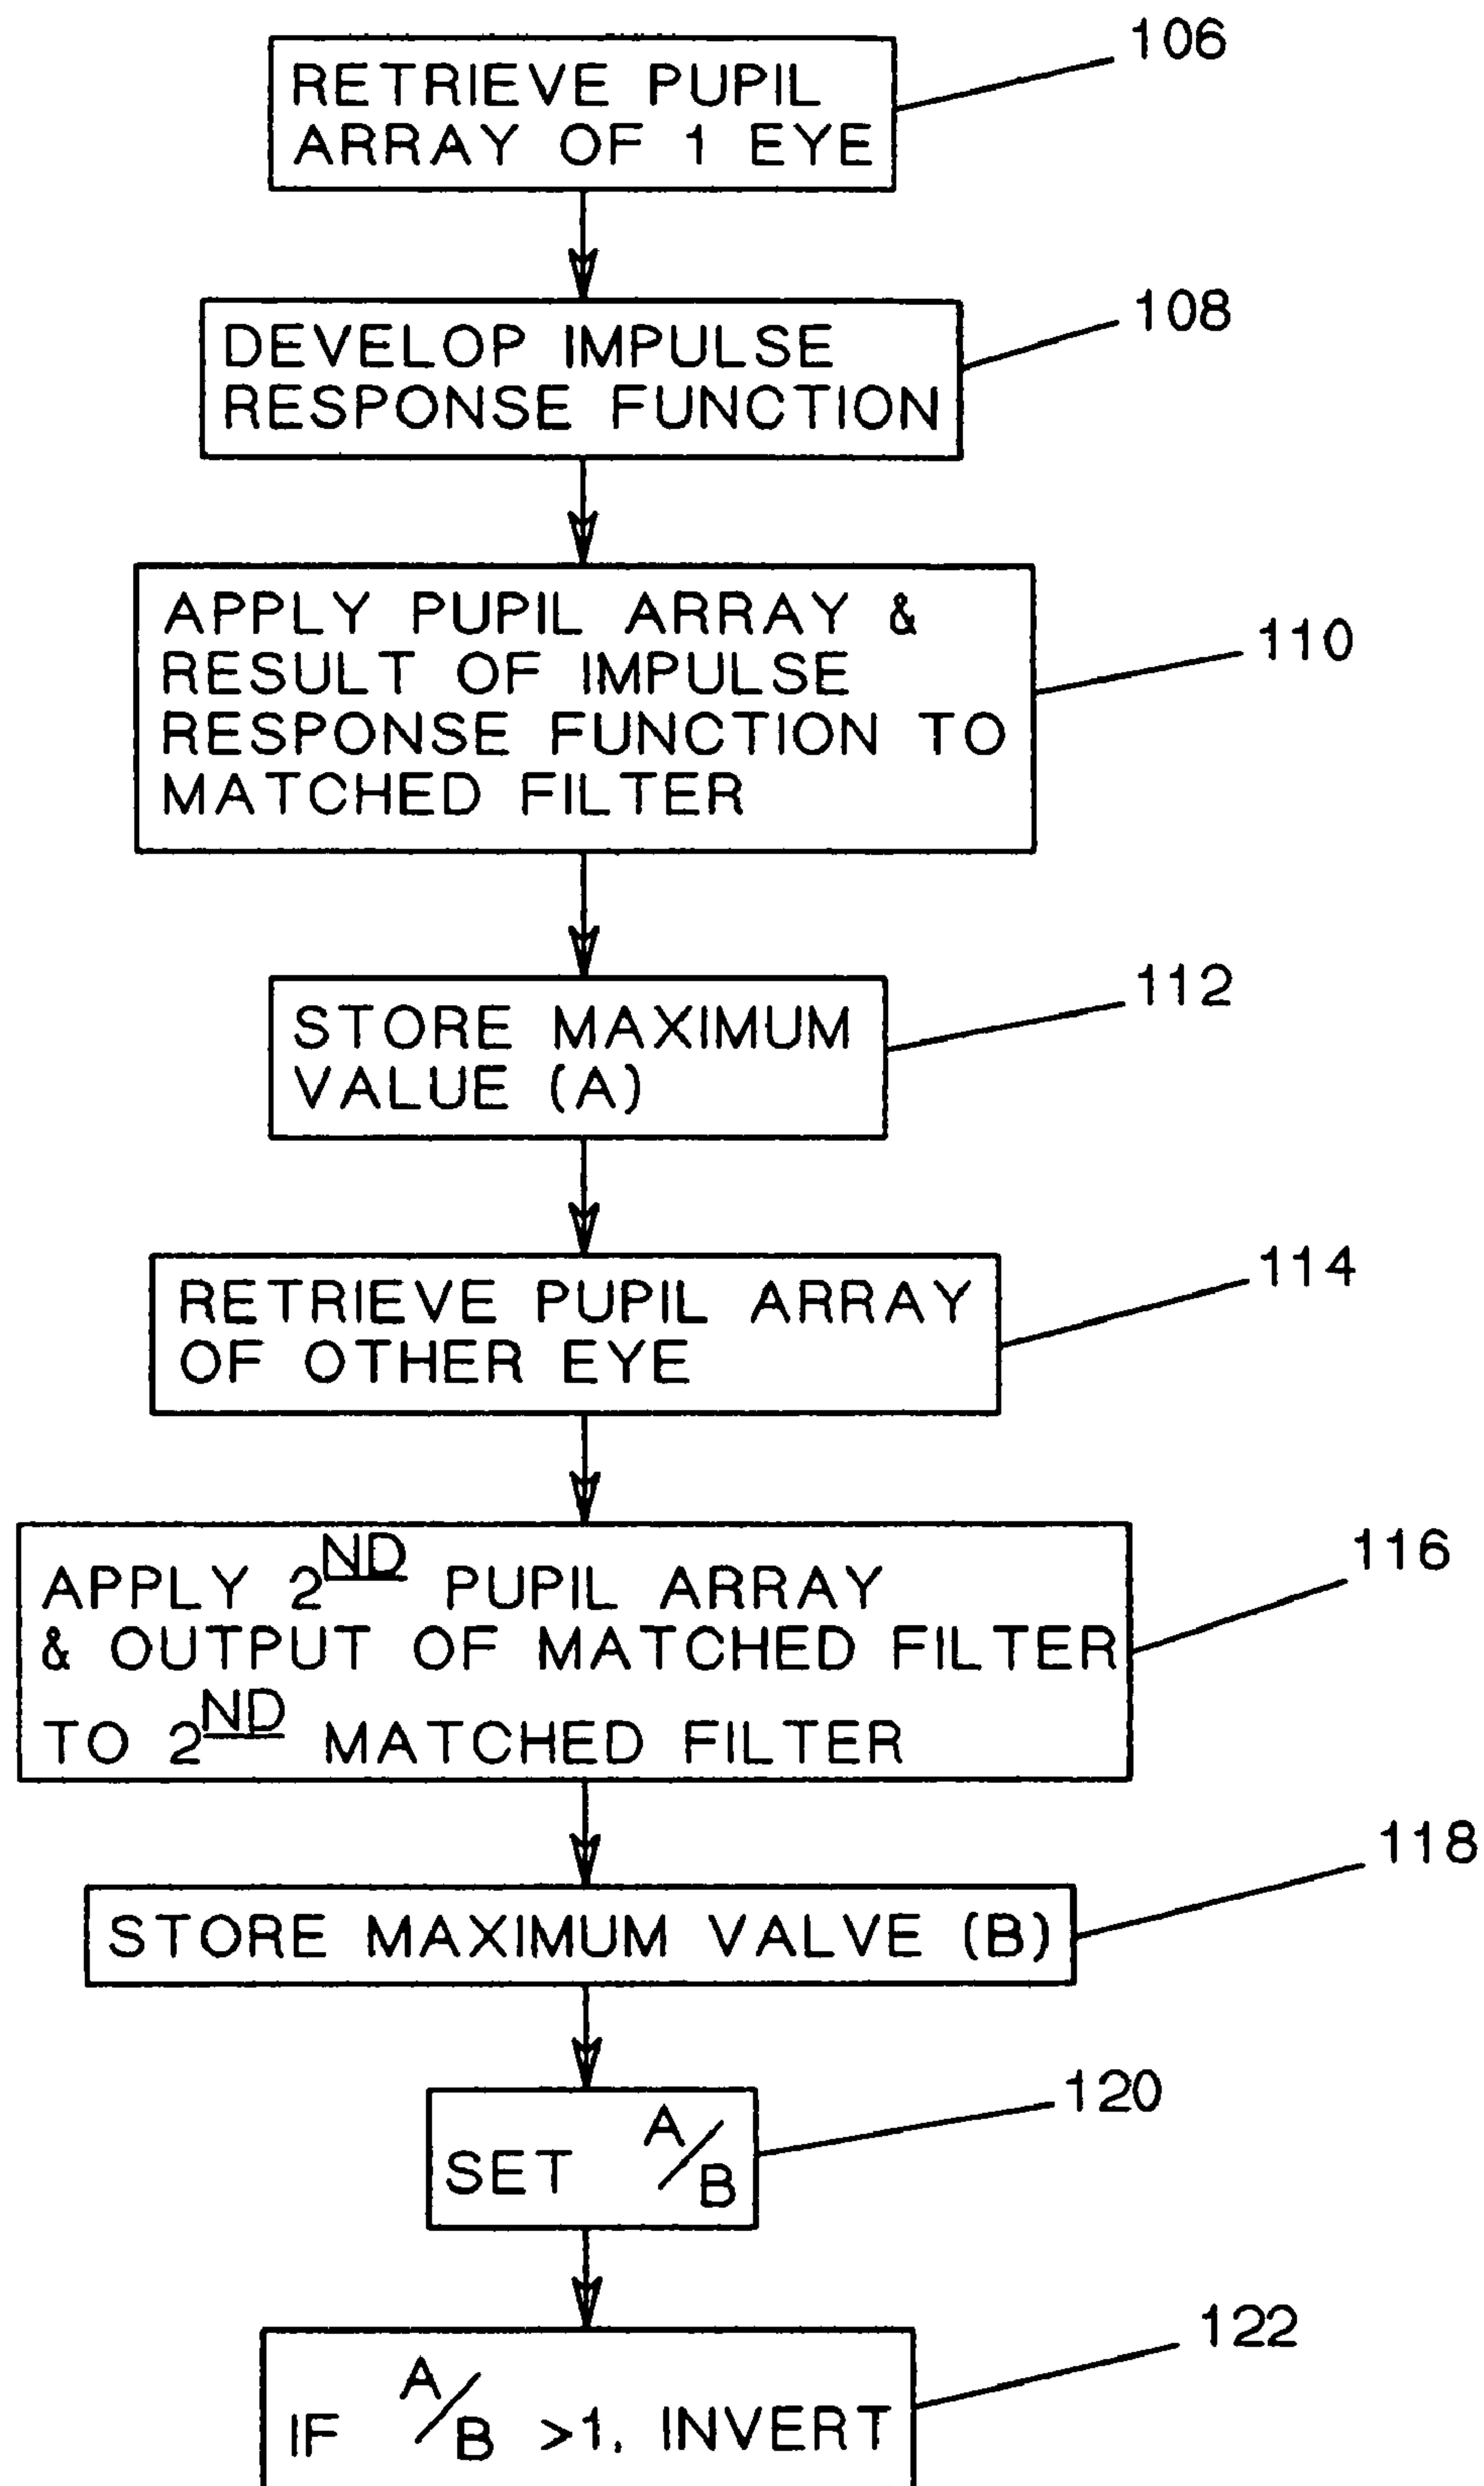 106
RETRIEVE PUPIL
ARRAY OF 1 EYE
108
DEVELOP IMPULSE
RESPONSE FUNCTION
110
APPLY PUPIL ARRAY &
RESULT OF IMPULSE
RESPONSE FUNCTION TO
MATCHED FILTER
112
STORE MAXIMUM
VALUE (A)
114
RETRIEVE PUPIL ARRAY
OF OTHER EYE
116
APPLY 2ND PUPIL ARRAY
& OUTPUT OF MATCHED FILTER
TO 2ND MATCHED FILTER
118
STORE MAXIMUM VALVE (B)
120
SET A/B
122
IF A/B >1, INVERT